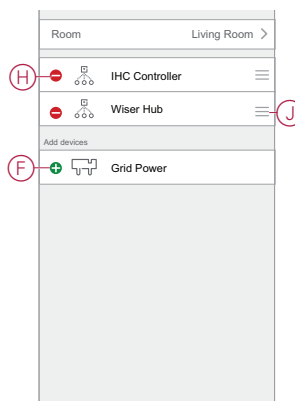 Room Living Room >
H IHC Controller
Wiser Hub J
Add devices
F Grid Power